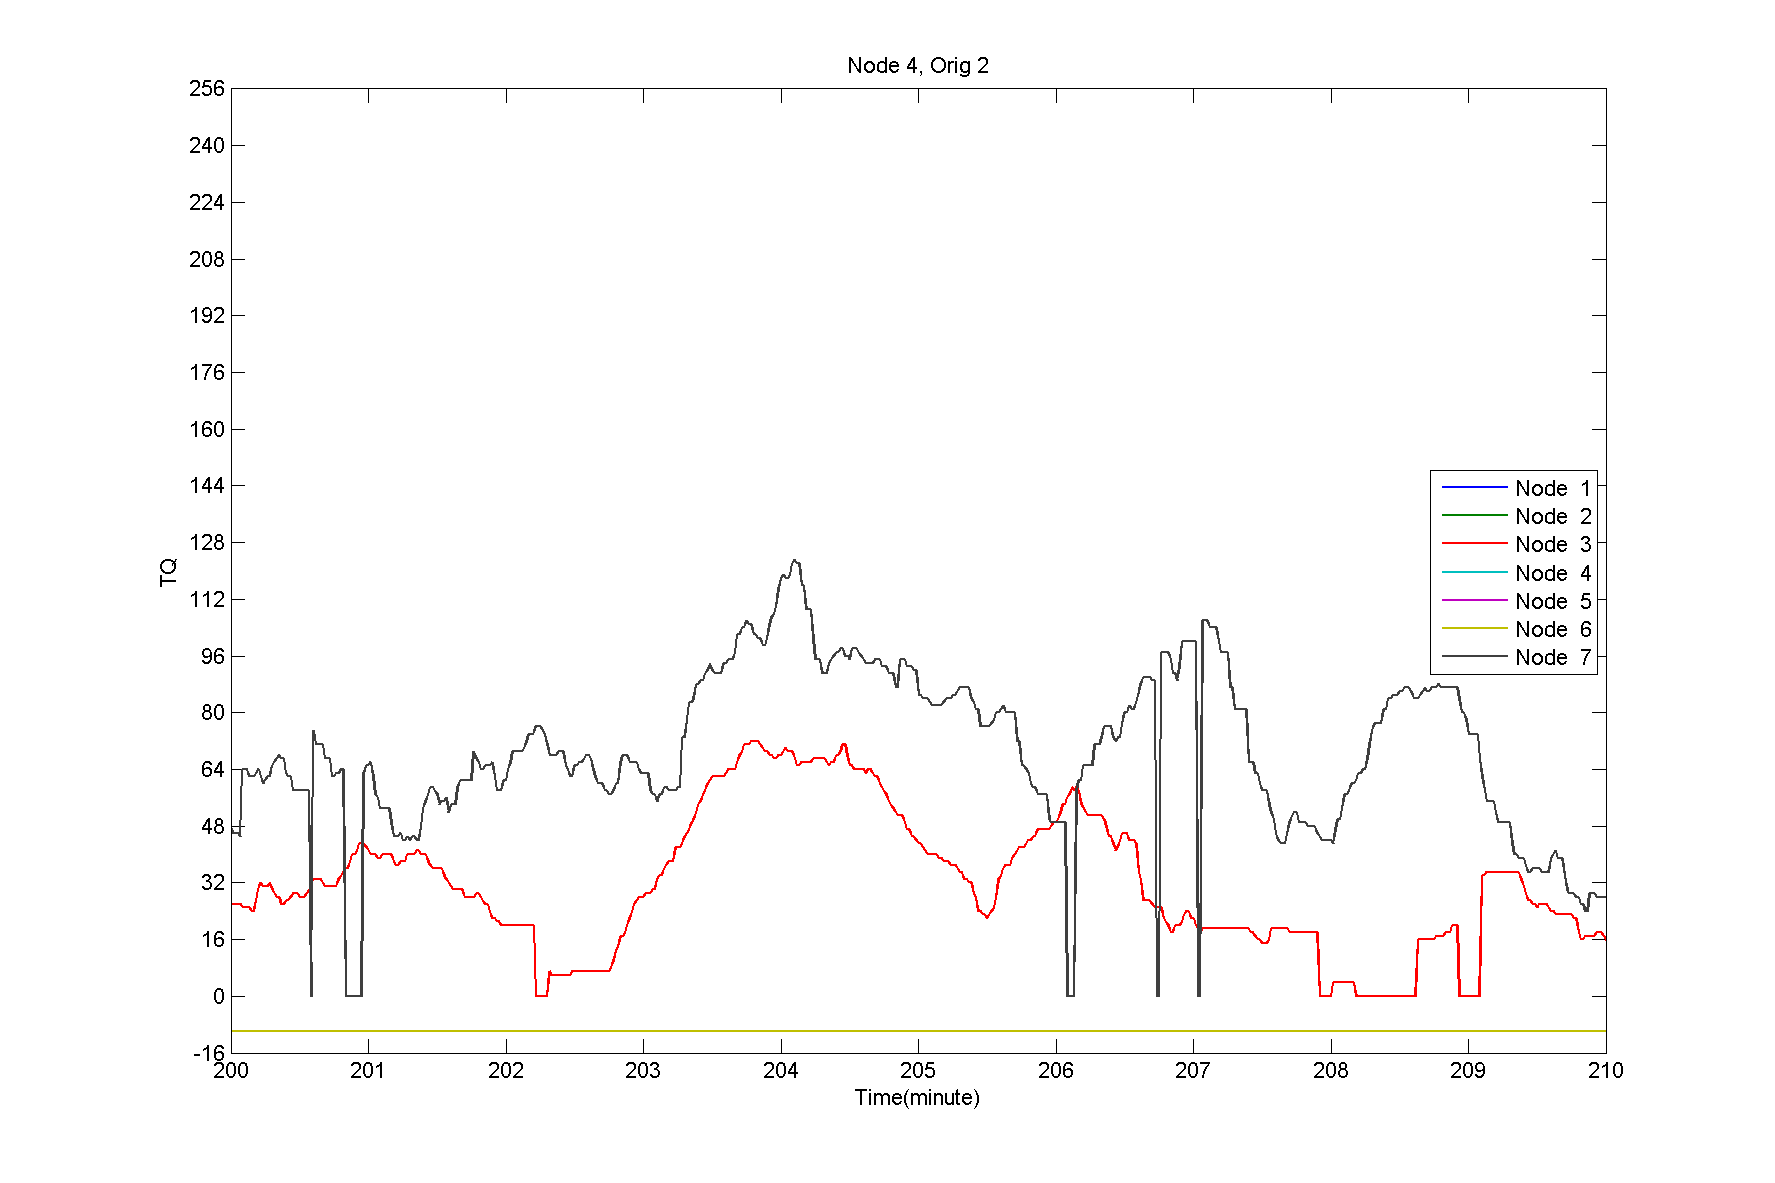 Node 4, Orig 2
256
240
224
208
192
176
160
144
128
112
96
80
64
48
32
16
0
-16
TQ
Node 1
Node 2
Node 3
Node 4
Node 5
Node 6
Node 7
200 201 202 203 204 205 206 207 208 209 210
Time(minute)